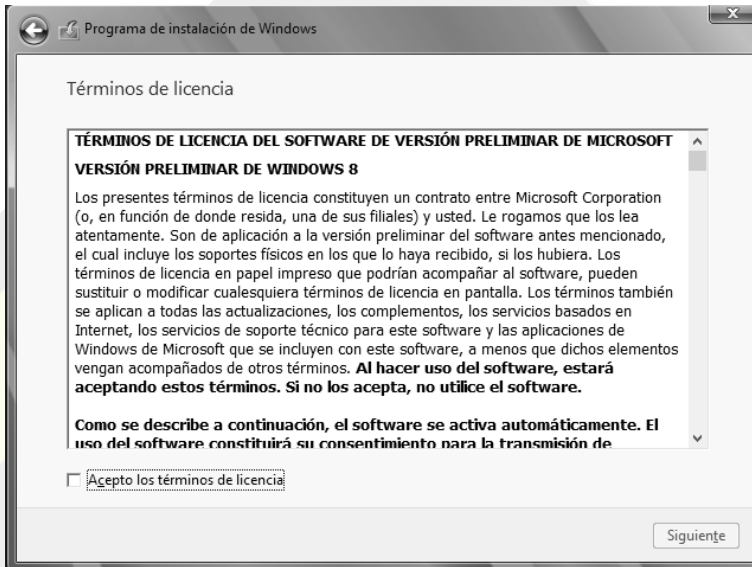 Programa de instalación de Windows
Términos de licencia
TÉRMINOS DE LICENCIA DEL SOFTWARE DE VERSIÓN PRELIMINAR DE MICROSOFT
VERSIÓN PRELIMINAR DE WINDOWS 8
Los presentes términos de licencia constituyen un contrato entre Microsoft Corporation
(o, en función de donde resida, una de sus filiales) y usted. Le rogamos que los lea
atentamente. Son de aplicación a la versión preliminar del software antes mencionado,
el cual incluye los soportes físicos en los que lo haya recibido, si los hubiera. Los
términos de licencia en papel impreso que podrían acompañar al software, pueden
sustituir o modificar cualesquiera términos de licencia en pantalla. Los términos también
se aplican a todas las actualizaciones, los complementos, los servicios basados en
Internet, los servicios de soporte técnico para este software y las aplicaciones de
Windows de Microsoft que se incluyen con este software, a menos que dichos elementos
vengan acompañados de otros términos. Al hacer uso del software, estará
aceptando estos términos. Si no los acepta, no utilice el software.
Como se describe a continuación, el software se activa automáticamente. El
uso del software constituirá su consentimiento para la transmisión de
Acepto los términos de licencia
Siguiente